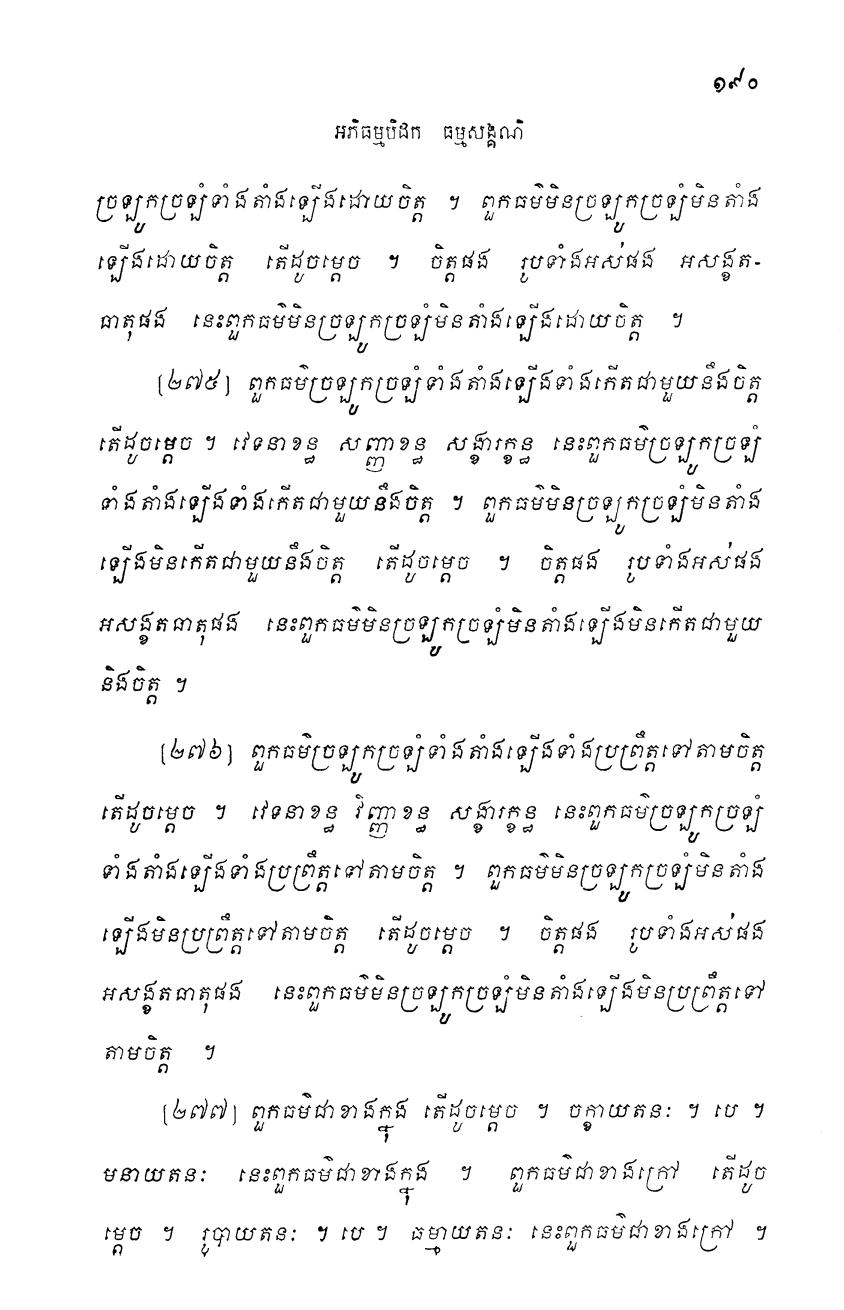 ១៩០
អភិធម្មបិដក ធម្មសង្គណិ
ច្រឡូកច្រឡំទាំងតាំងឡើងដោយចិត្ត ។ ពួកធម៌មិនច្រឡូកច្រឡំមិនតាំង
ឡើងដោយចិត្ត តើដូចម្តេច ។ ចិត្តផង រូបទាំងអស់ផង អសង្ខត-
ធាតុផង នេះពួកធម៌មិនច្រឡូកច្រឡំមិនតាំងឡើងដោយចិត្ត ។
[២៧៥] ពួកធម៌ច្រឡូកច្រឡំទាំងតាំងឡើងទាំងកើតជាមួយនឹងចិត្ត
តើដូចម្តេច ។ វេទនាខន្ធ សញ្ញាខន្ធ សង្ខារក្ខន្ធ នេះពួកធម៌ច្រឡូកច្រឡំ
ទាំងតាំងឡើងទាំងកើតជាមួយនឹងចិត្ត ។ ពួកធម៌មិនច្រឡូកច្រឡំមិនតាំង
ឡើងមិនកើតជាមួយនឹងចិត្ត តើដូចម្តេច ។ ចិត្តផង រូបទាំងអស់ផង
អសង្ខតធាតុផង នេះពួកធម៌មិនច្រឡូកច្រឡំមិនតាំងឡើងមិនកើតជាមួយ
និងចិត្ត ។
[២៧៦] ពួកធម៌ច្រឡូកច្រឡំទាំងតាំងឡើងទាំងប្រព្រឹត្តទៅតាមចិត្ត
តើដូចម្តេច ។ វេទនាខន្ធ វិញ្ញាខន្ធ សង្ខារក្ខន្ធ នេះពួកធម៌ច្រឡូកច្រឡំ
ទាំងតាំងឡើងទាំងប្រព្រឹត្តទៅតាមចិត្ត ។ ពួកធម៌មិនច្រឡូកច្រឡំមិនតាំង
ឡើងមិនប្រព្រឹត្តទៅតាមចិត្ត តើដូចម្តេច ។ ចិត្តផង រូបទាំងអស់ផង
អសង្ខតធាតុផង នេះពួកធម៌មិនច្រឡូកច្រឡំមិនតាំងឡើងមិនប្រព្រឹត្តទៅ
តាមចិត្ត ។
[២៧៧] ពួកធម៌ជាខាងក្នុង តើដូចម្តេច ។ ចក្ខាយតនៈ ។ បេ ។
មនាយតនៈ នេះពួកធម៌ជាខាងក្នុង ។ ពួកធម៌ជាខាងក្រៅ តើដូច
ម្តេច ។ រូបាយតនៈ ។ បេ ។ ធម្មាយតនៈ នេះពួកធម៌ជាខាងក្រៅ ។